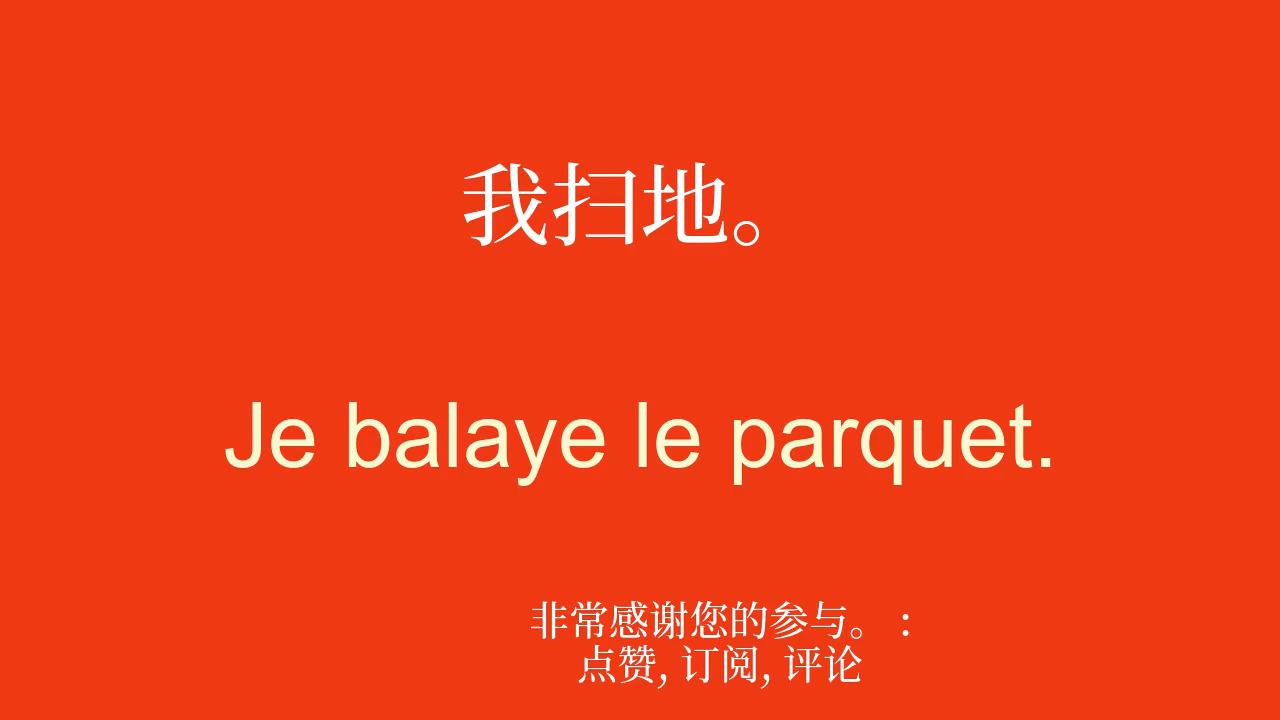 我扫地。
Je balaye le parquet.
非常感谢您的参与。 :
点赞, 订阅, 评论